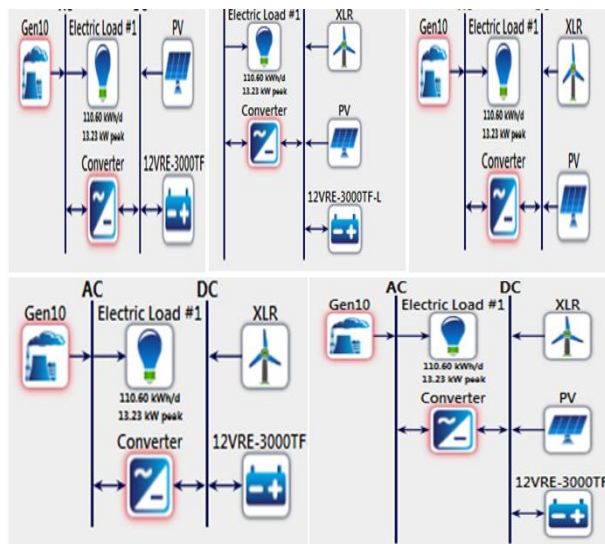 Gen10 Electric Load #1 PV
110.60 kWh/d
13.23 kW peak
Converter 12VRE-3000TF
Electric Load #1 XLR
110.60 kWh/d
13.23 kW peak
Converter PV
12VRE-3000TF-L
Gen10 Electric Load #1 XLR
110.60 kWh/d
13.23 kW peak
Converter PV
AC DC
Gen10 Electric Load #1 XLR
110.60 kWh/d
13.23 kW peak
Converter 12VRE-3000TF
AC DC
Gen10 Electric Load #1 XLR
110.60 kWh/d
13.23 kW peak
Converter PV
12VRE-3000TF